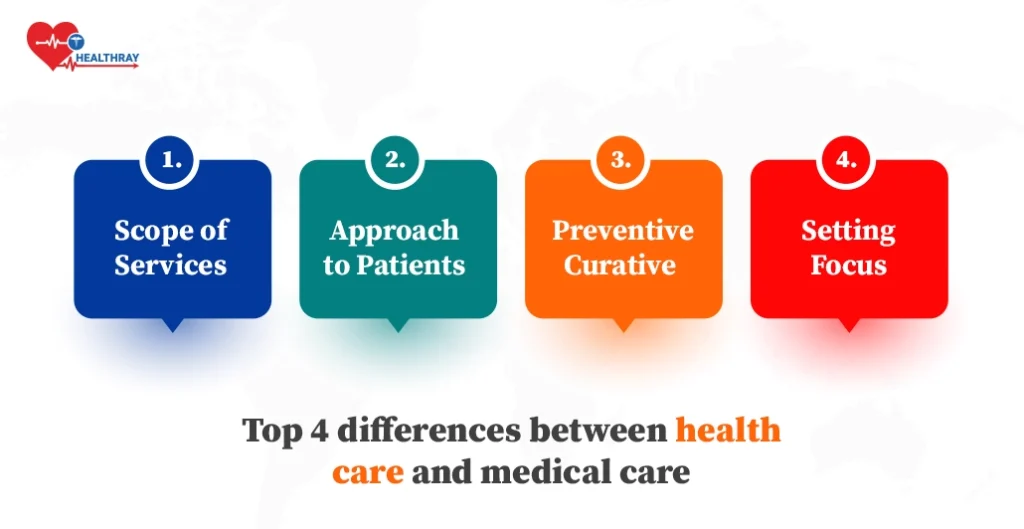 HEALTHRAY
1.
2.
3.
4.
Scope of
Services
Approach
to Patients
Preventive
Curative
Setting
Focus
Top 4 differences between health
care and medical care